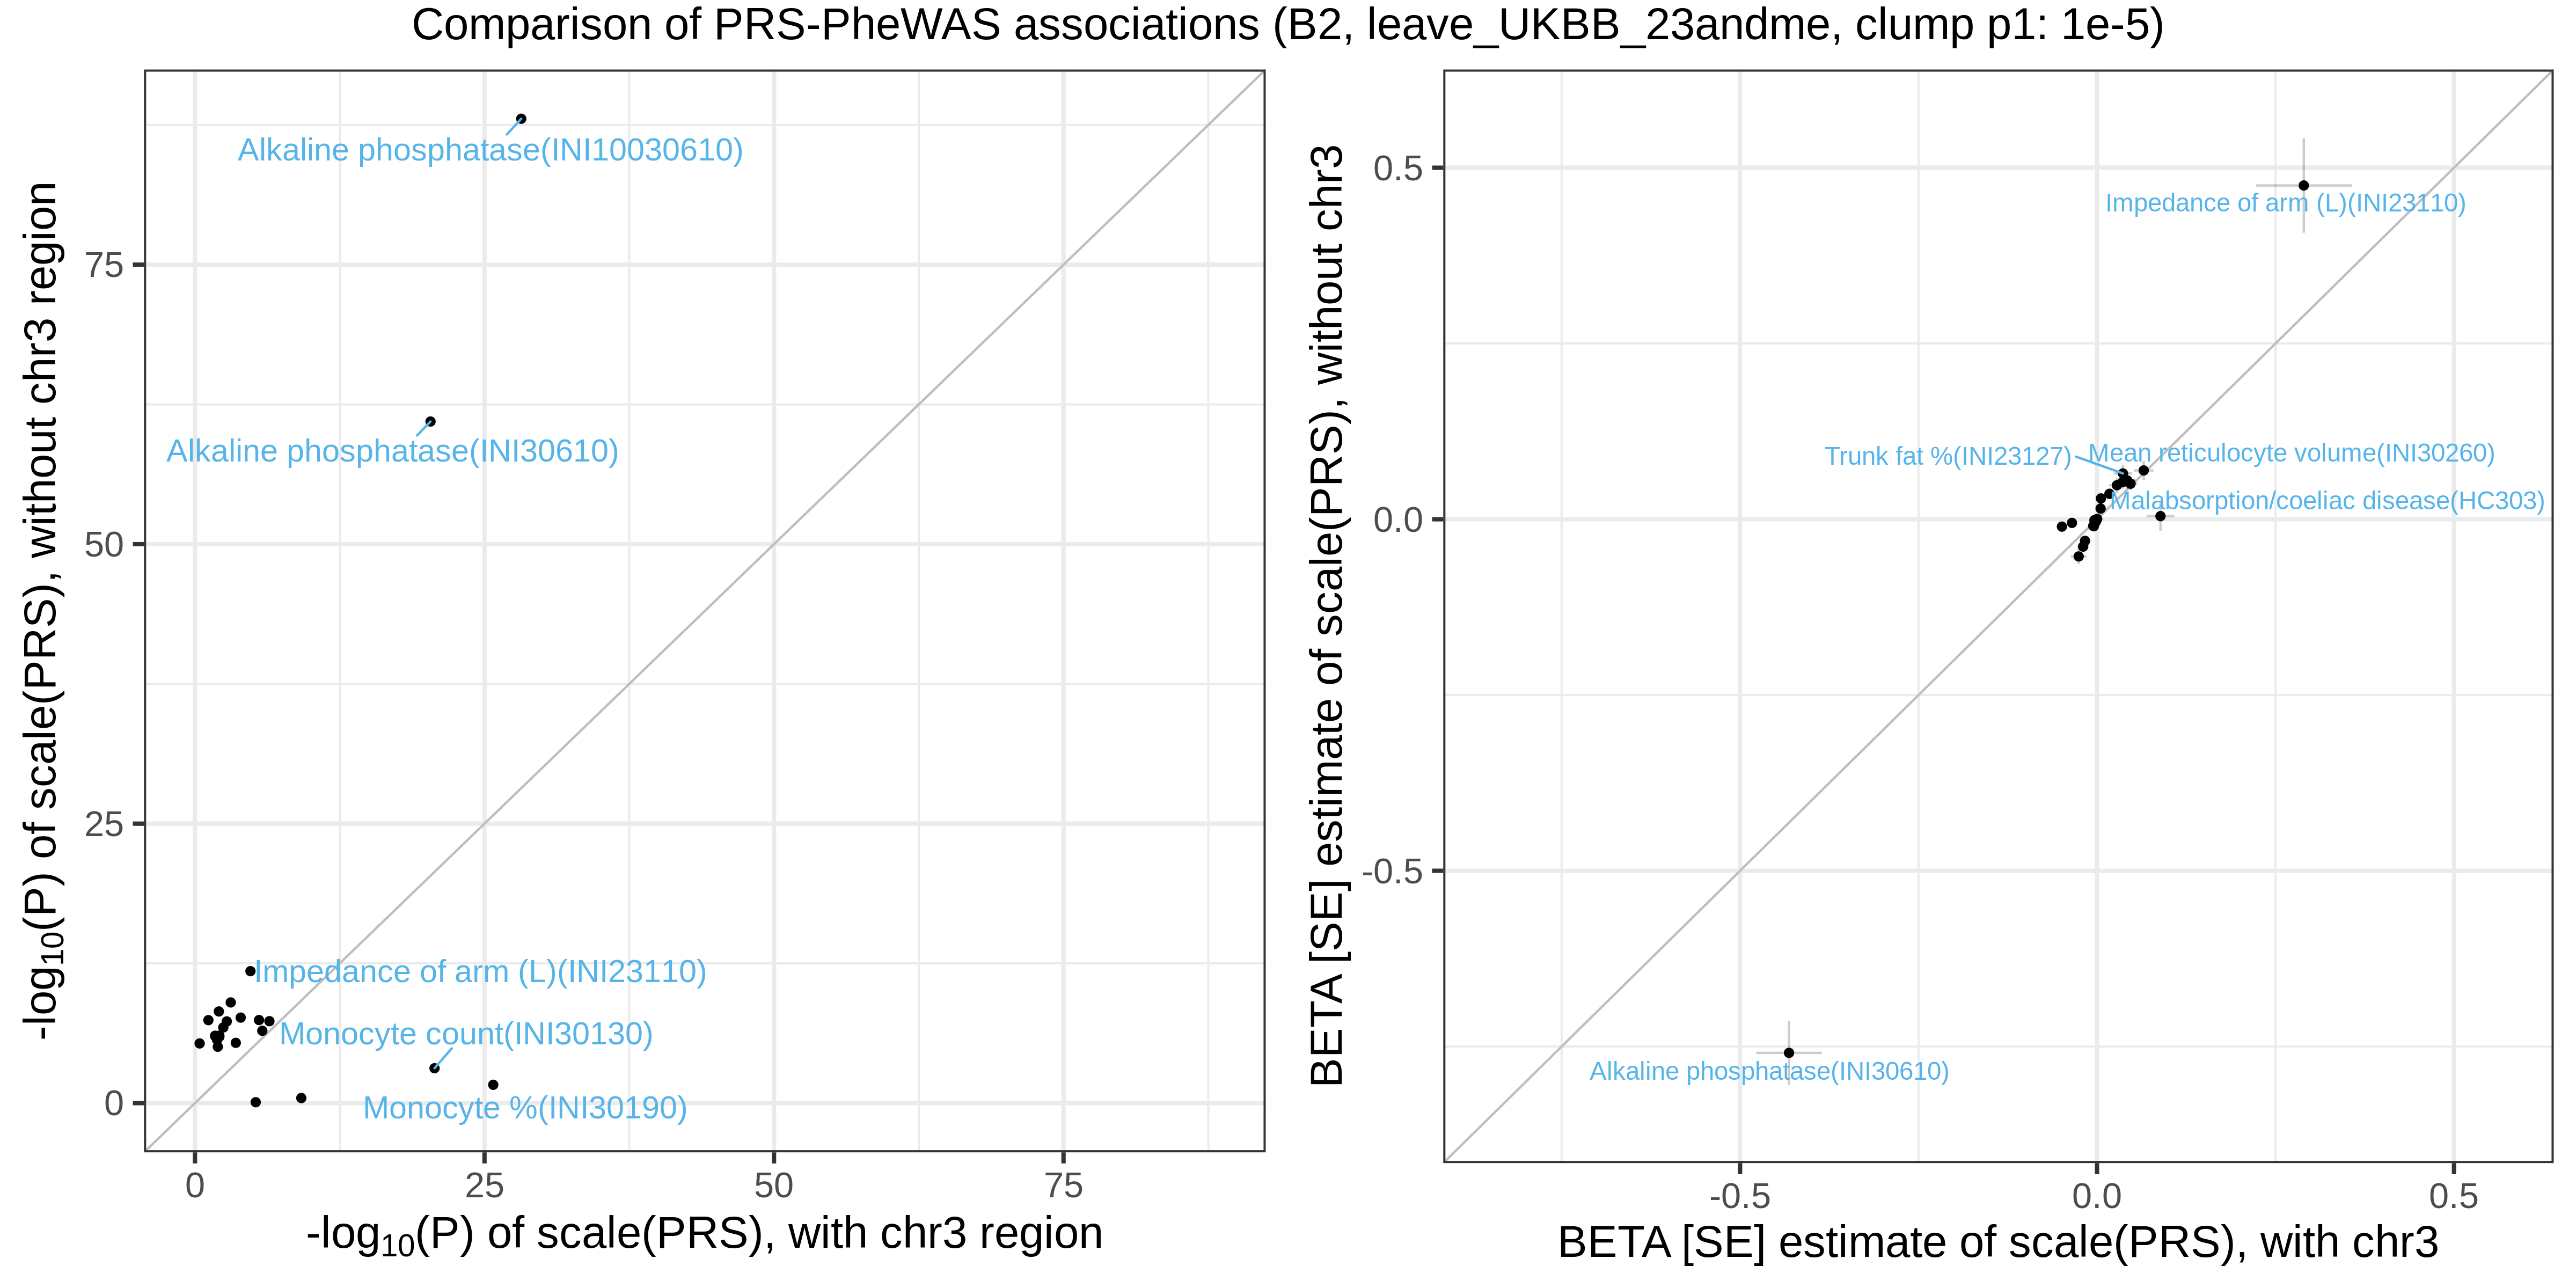 Comparison of PRS-PheWAS associations (B2, leave_UKBB_23andme, clump p1: 1e-5)
-log10(P) of scale(PRS), without chr3 region
75
50
25
0
Alkaline phosphatase(INI10030610)
Alkaline phosphatase(INI30610)
Impedance of arm (L)(INI23110)
Monocyte count(INI30130)
Monocyte %(INI30190)
0
25
50
75
-log10(P) of scale(PRS), with chr3 region
BETA [SE] estimate of scale(PRS), without chr3
0.5
0.0
-0.5
Impedance of arm (L)(INI23110)
Trunk fat %(INI23127)
Mean reticulocyte volume(INI30260)
Malabsorption/coeliac disease(HC303)
Alkaline phosphatase(INI30610)
-0.5
0.0
0.5
BETA [SE] estimate of scale(PRS), with chr3